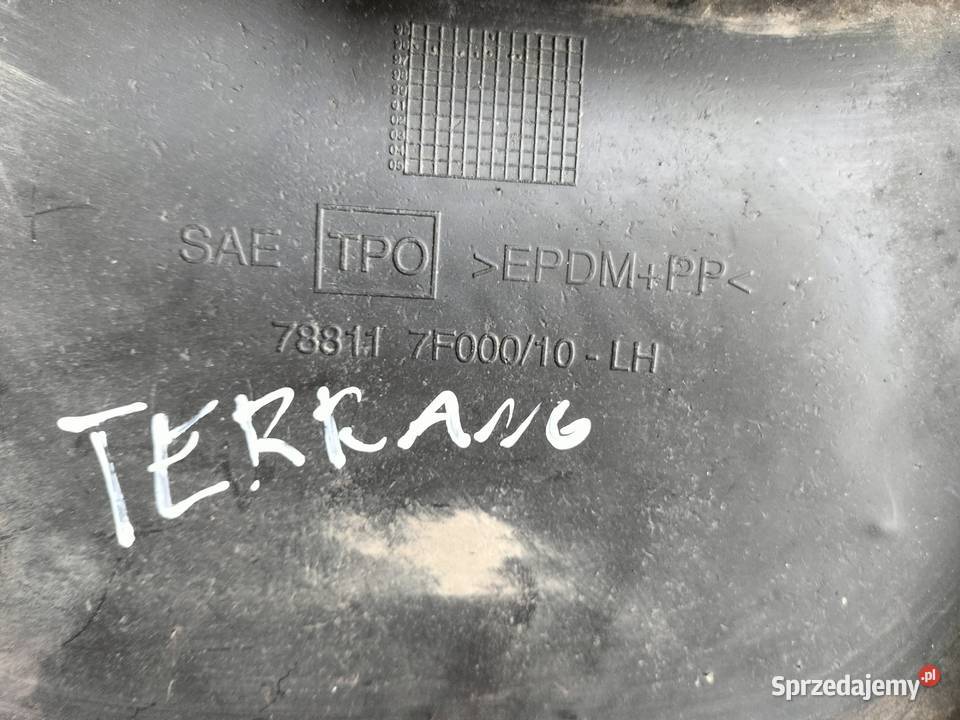 SAE TPO >EPDM+PP<
78811 7F000/10 - LH
TERRANO
Sprzedajemy.pl